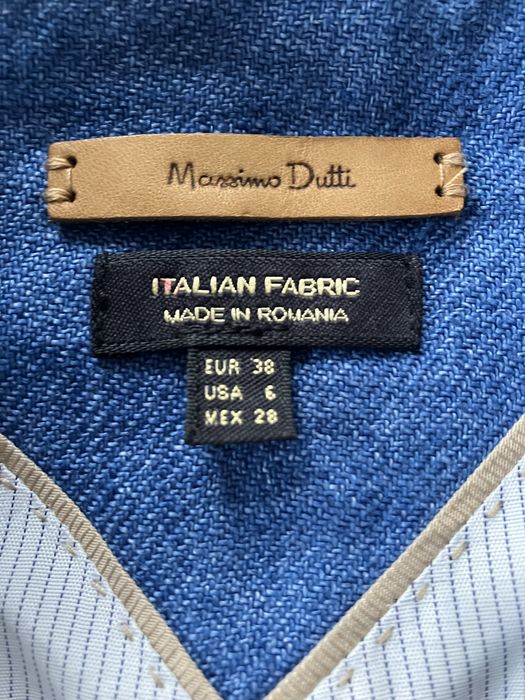 Massimo Dutti
ITALIAN FABRIC
MADE IN ROMANIA
EUR 38
USA 6
MEX 28